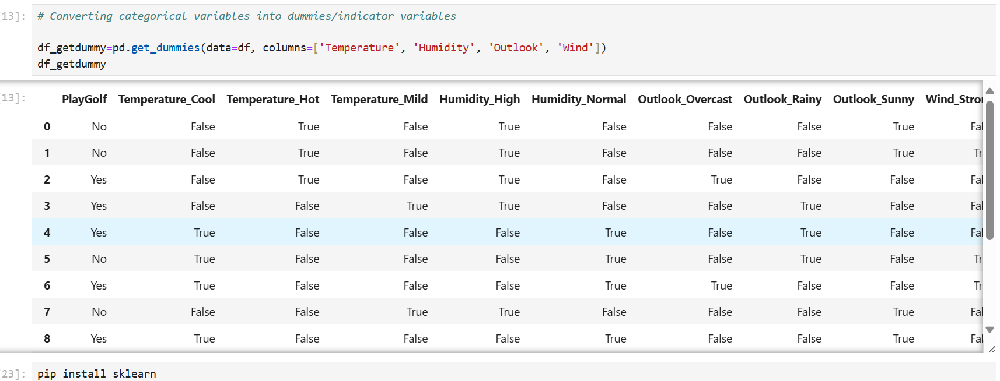 13]:
# Converting categorical variables into dummies/indicator variables
df_getdummy=pd.get_dummies(data=df, columns=['Temperature', 'Humidity', 'Outlook', 'Wind'])
df_getdummy
13]:
PlayGolf Temperature_Cool Temperature_Hot Temperature_Mild Humidity_High Humidity_Normal Outlook_Overcast Outlook_Rainy Outlook_Sunny Wind_Stro
0 No False True False True False False False True Fal
1 No False True False True False False False True Tr
2 Yes False True False True False True False False Fal
3 Yes False False True True False False True False Fal
4 Yes True False False False True False True False Fal
5 No True False False False True False True False Tr
6 Yes True False False False True True False False Tr
7 No False False True True False False False True Fal
8 Yes True False False False True False False True Fal
23]:
pip install sklearn